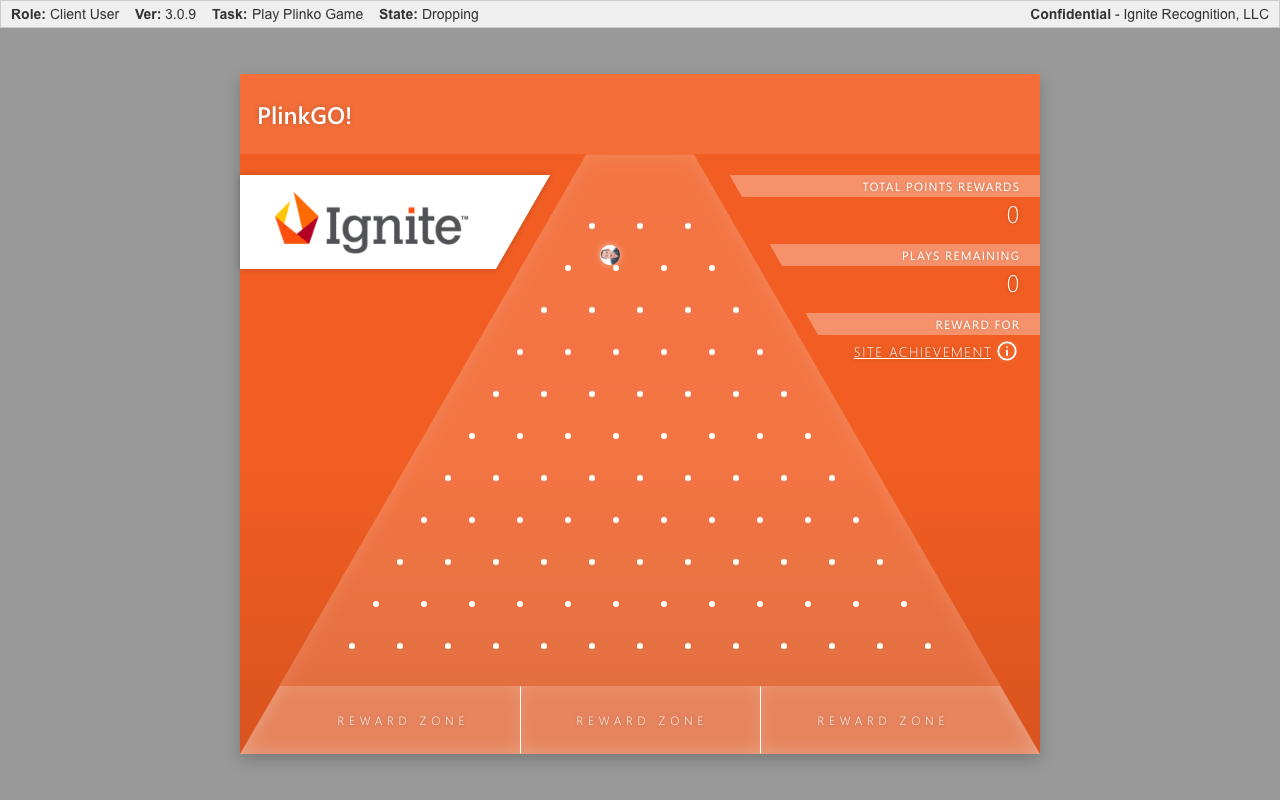 Role: Client User Ver: 3.0.9 Task: Play Plinko Game State: Dropping Confidential - Ignite Recognition, LLC
PlinkGO!
Ignite™
TOTAL POINTS REWARDS
0
PLAYS REMAINING
0
REWARD FOR
SITE ACHIEVEMENT
REWARD ZONE REWARD ZONE REWARD ZONE